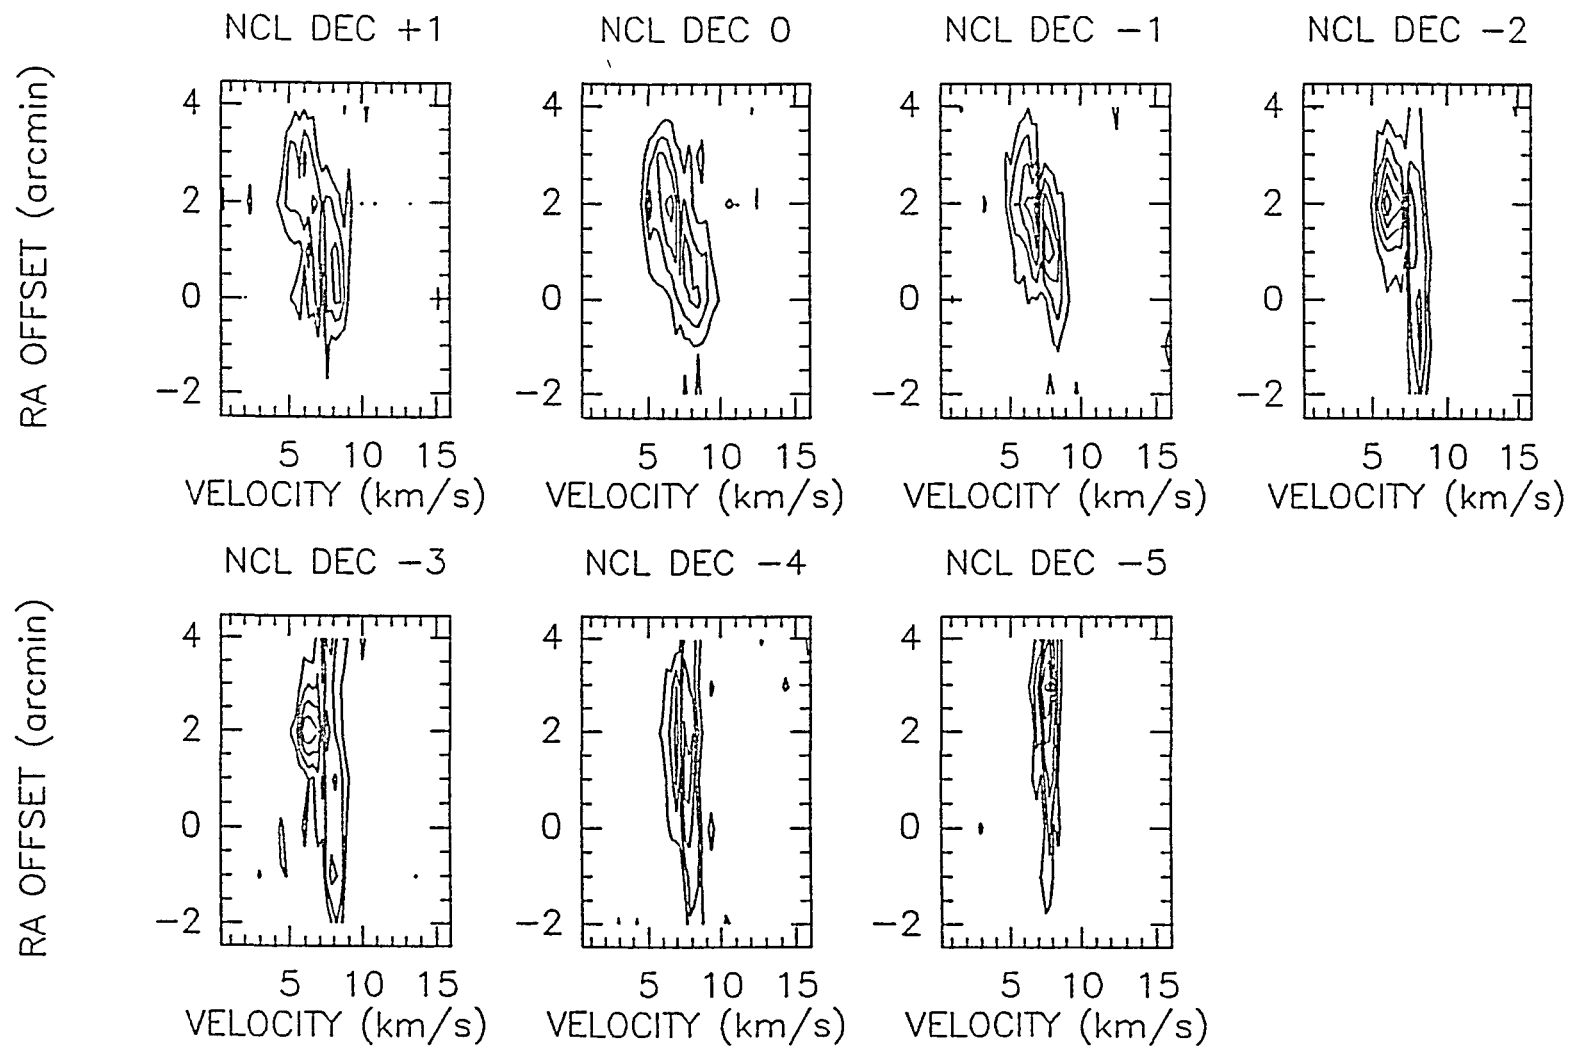 NCL DEC +1 NCL DEC 0 NCL DEC −1 NCL DEC −2
RA OFFSET (arcmin)
4 4 4 4
2 2 2 2
0 0 0 0
−2 −2 −2 −2
5 10 15 5 10 15 5 10 15 5 10 15
VELOCITY (km/s) VELOCITY (km/s) VELOCITY (km/s) VELOCITY (km/s)
NCL DEC −3 NCL DEC −4 NCL DEC −5
RA OFFSET (arcmin)
4 4 4
2 2 2
0 0 0
−2 −2 −2
5 10 15 5 10 15 5 10 15
VELOCITY (km/s) VELOCITY (km/s) VELOCITY (km/s)